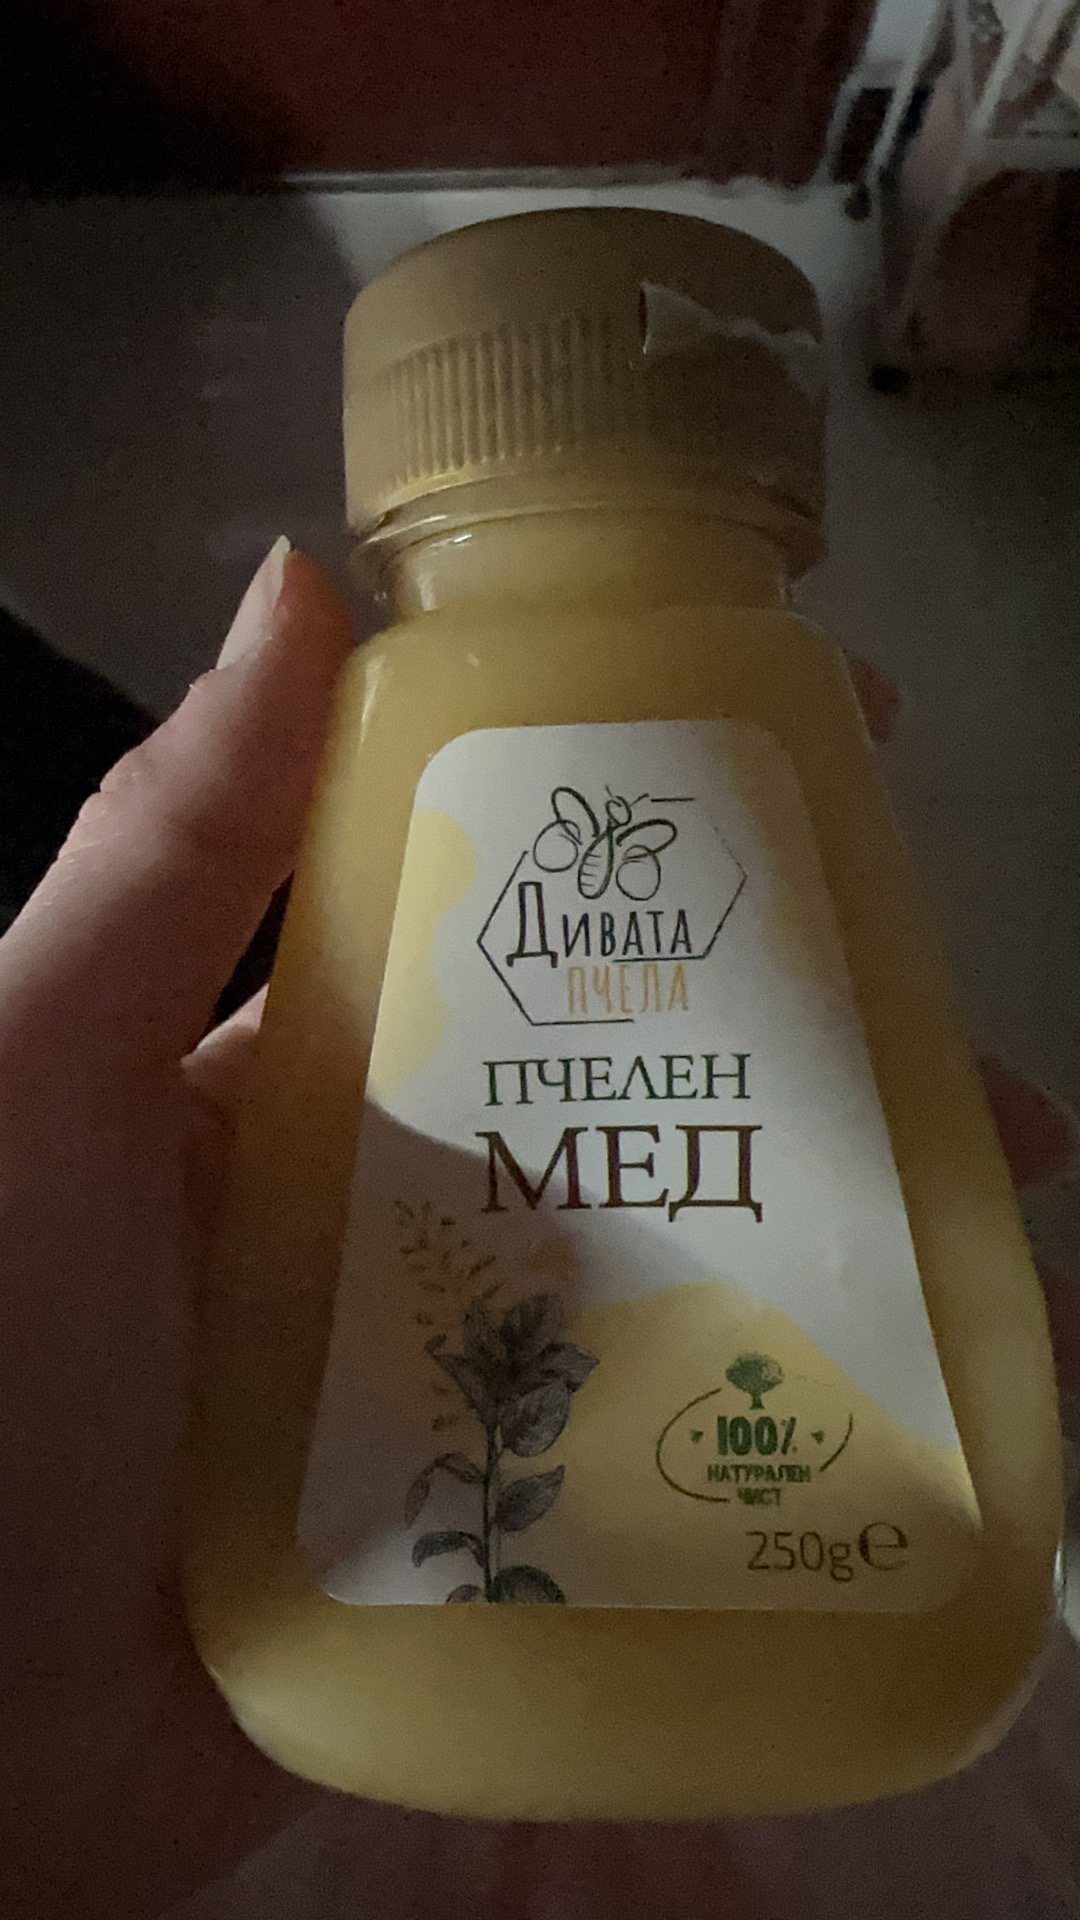 Дивата
ПЧЕЛА
ПЧЕЛЕН
МЕД
100%
НАТУРАЛЕН
ЧИСТ
250g℮